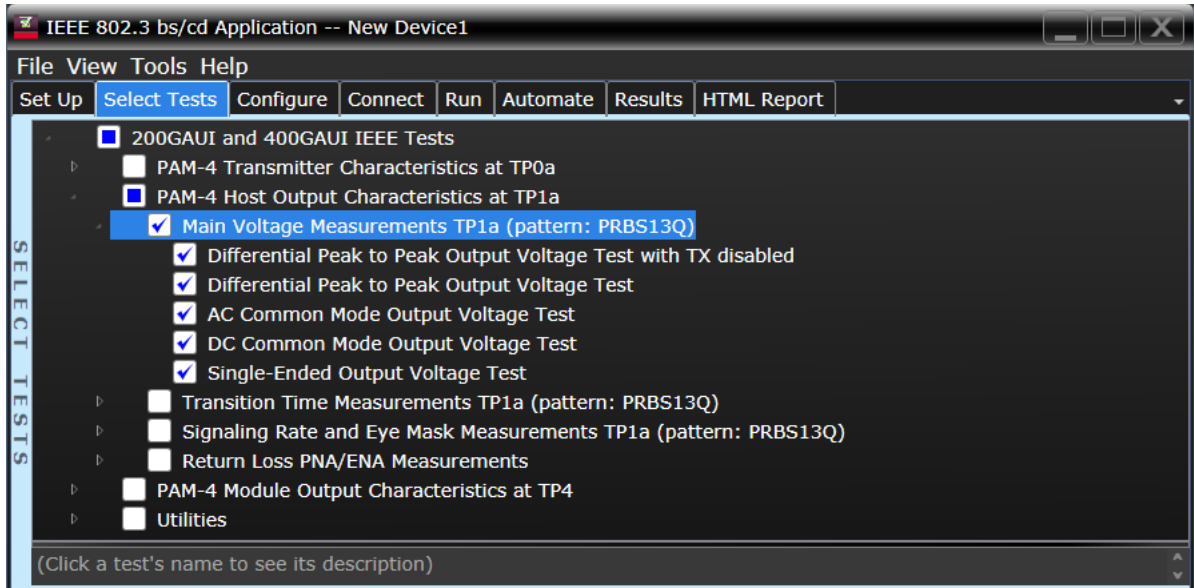 IEEE 802.3 bs/cd Application -- New Device1
File View Tools Help
Set Up Select Tests Configure Connect Run Automate Results HTML Report
SELECT TESTS
200GAUI and 400GAUI IEEE Tests
PAM-4 Transmitter Characteristics at TP0a
PAM-4 Host Output Characteristics at TP1a
Main Voltage Measurements TP1a (pattern: PRBS13Q)
Differential Peak to Peak Output Voltage Test with TX disabled
Differential Peak to Peak Output Voltage Test
AC Common Mode Output Voltage Test
DC Common Mode Output Voltage Test
Single-Ended Output Voltage Test
Transition Time Measurements TP1a (pattern: PRBS13Q)
Signaling Rate and Eye Mask Measurements TP1a (pattern: PRBS13Q)
Return Loss PNA/ENA Measurements
PAM-4 Module Output Characteristics at TP4
Utilities
(Click a test's name to see its description)